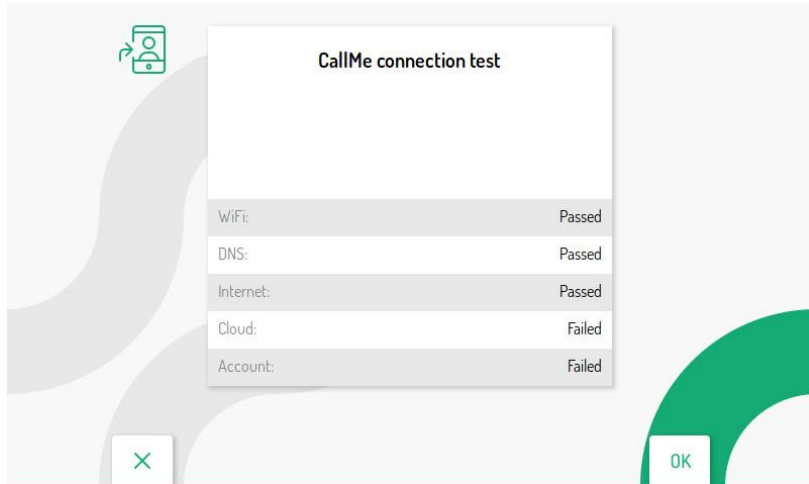 CallMe connection test
WiFi: Passed
DNS: Passed
Internet: Passed
Cloud: Failed
Account: Failed
OK